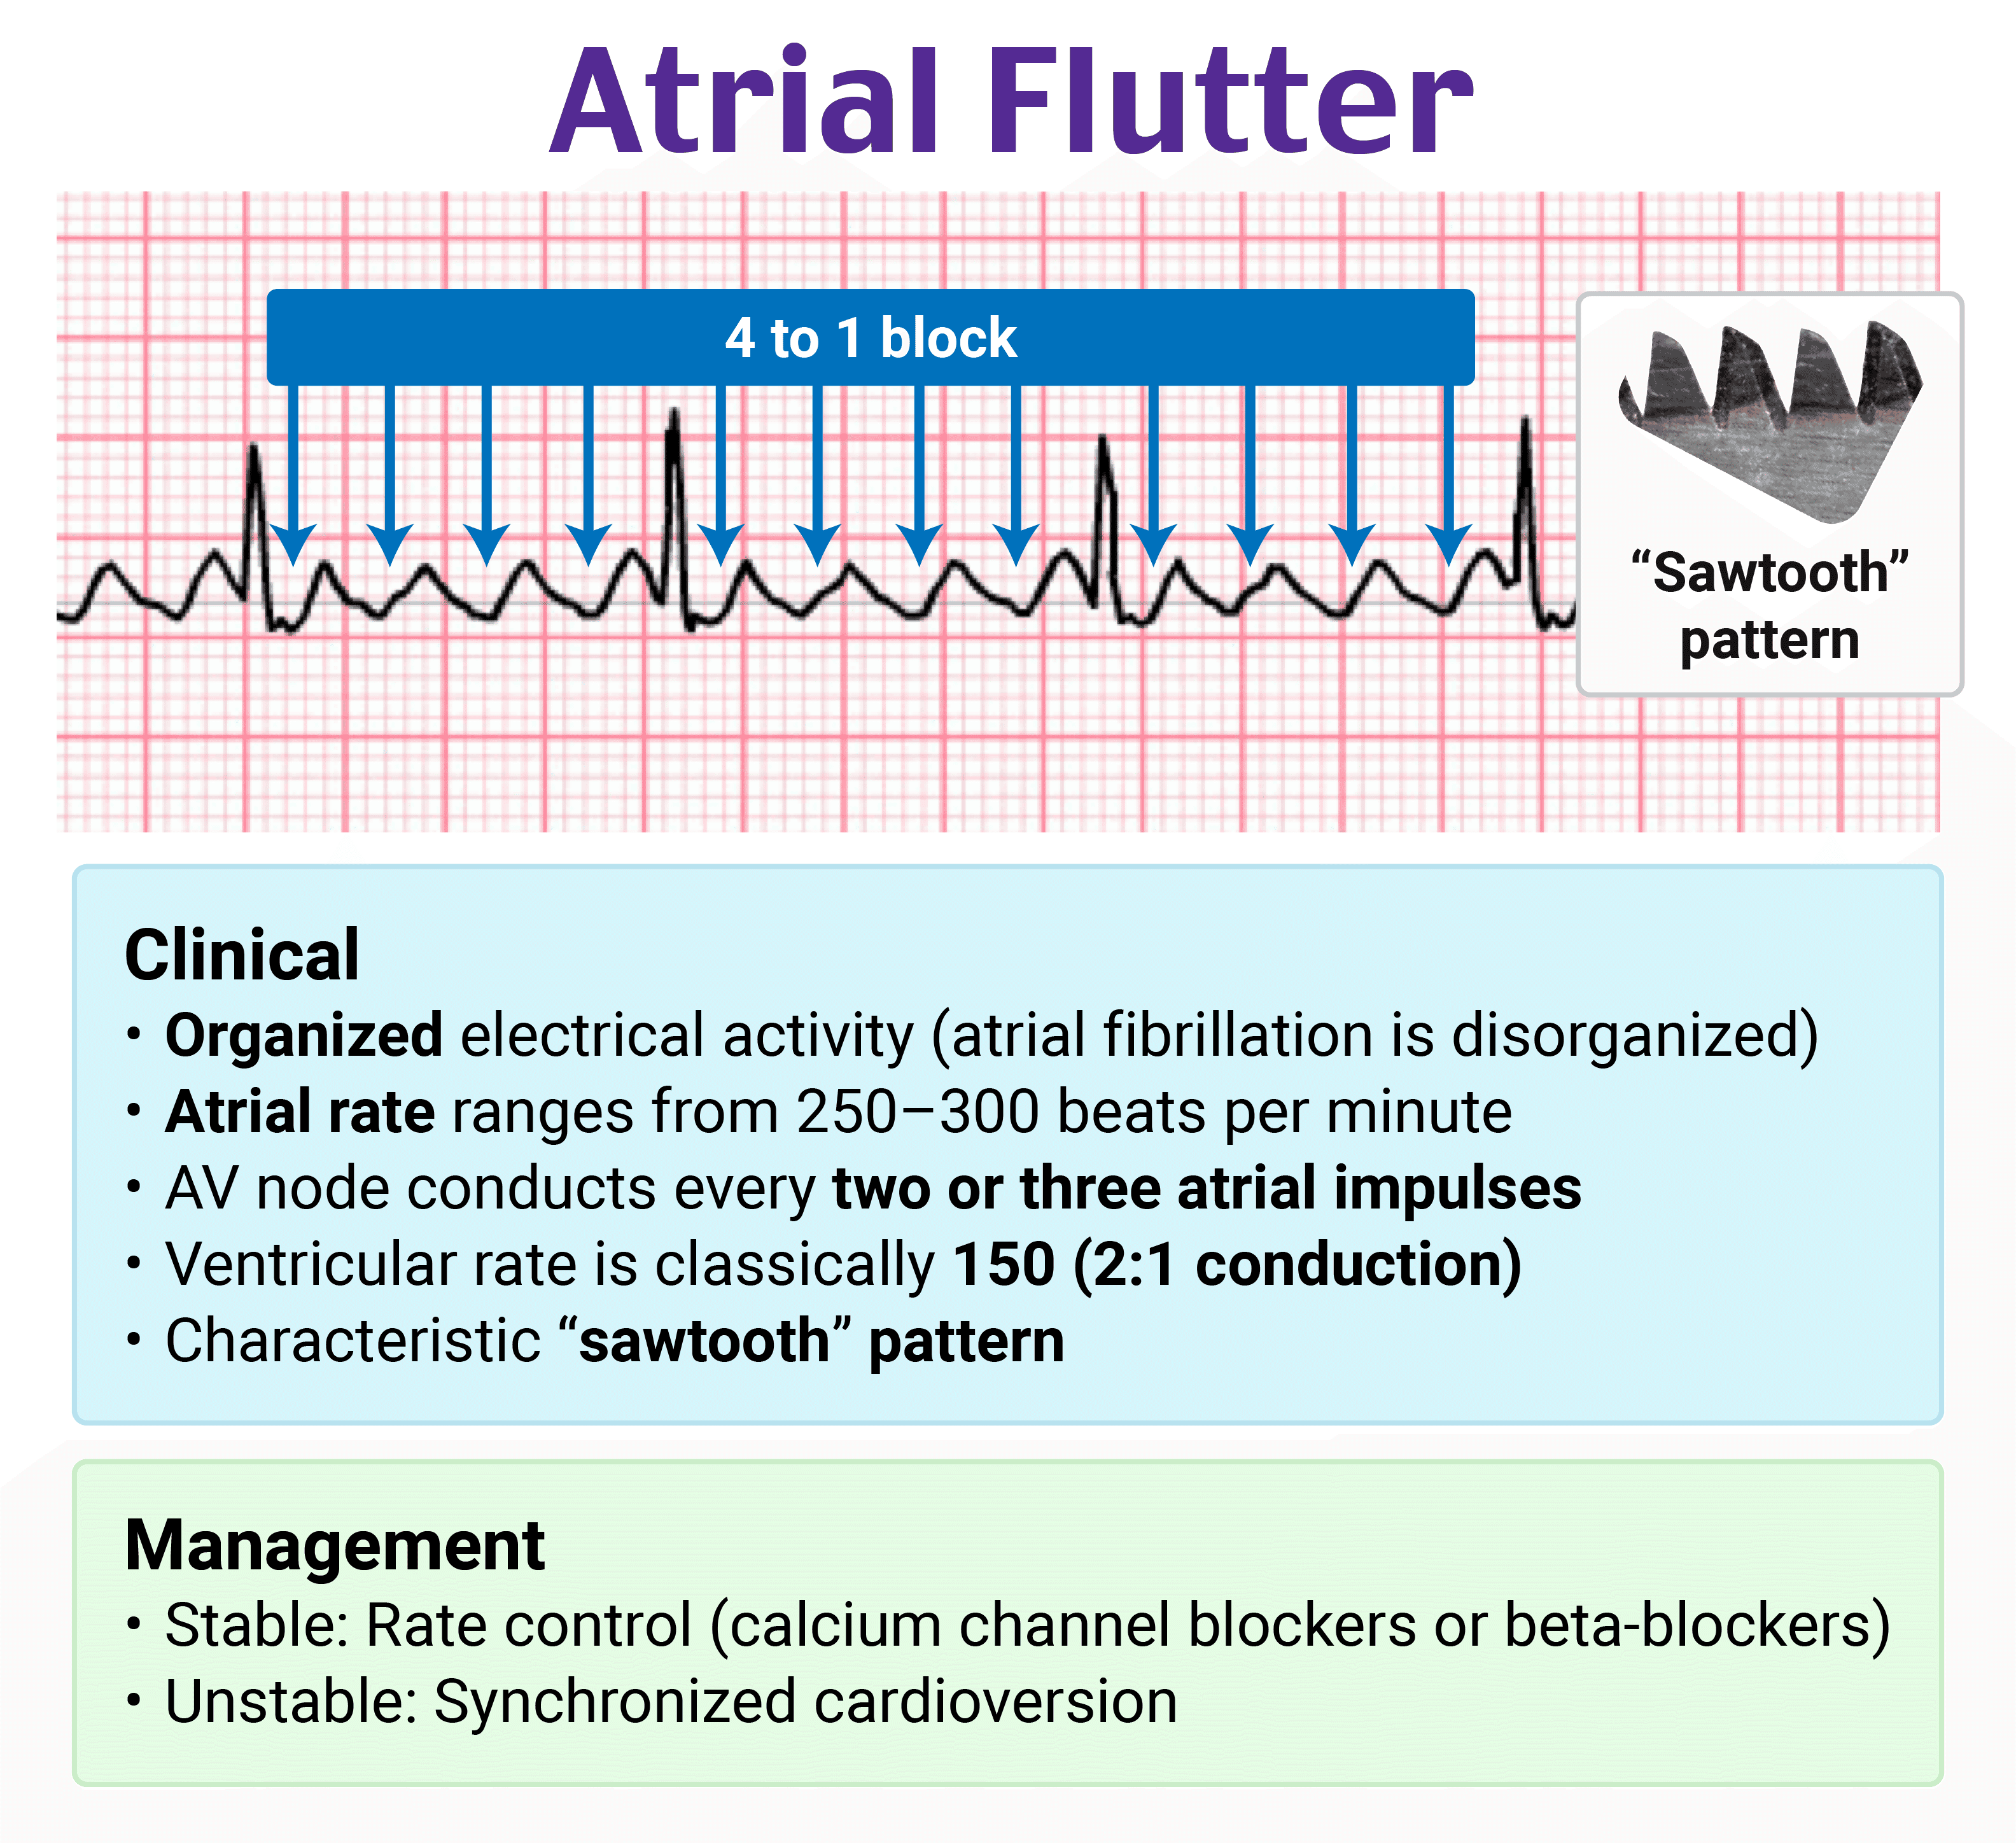 Atrial Flutter
4 to 1 block
“Sawtooth”
pattern
Clinical
• Organized electrical activity (atrial fibrillation is disorganized)
• Atrial rate ranges from 250–300 beats per minute
• AV node conducts every two or three atrial impulses
• Ventricular rate is classically 150 (2:1 conduction)
• Characteristic “sawtooth” pattern
Management
• Stable: Rate control (calcium channel blockers or beta-blockers)
• Unstable: Synchronized cardioversion